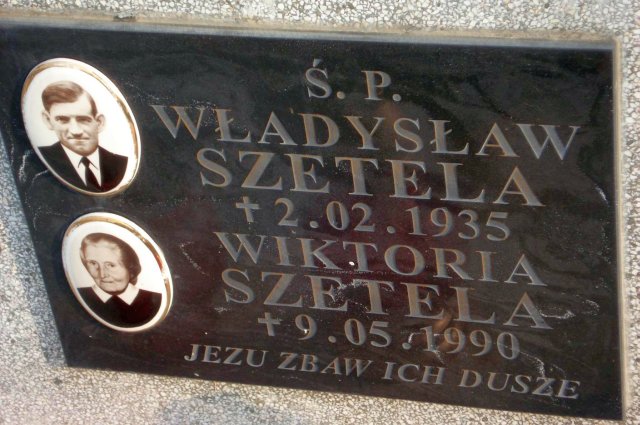 Ś. P.
WŁADYSŁAW
SZETELA
✝ 2.02.1935
WIKTORIA
SZETELA
✝ 9.05.1990
JEZU ZBAW ICH DUSZE